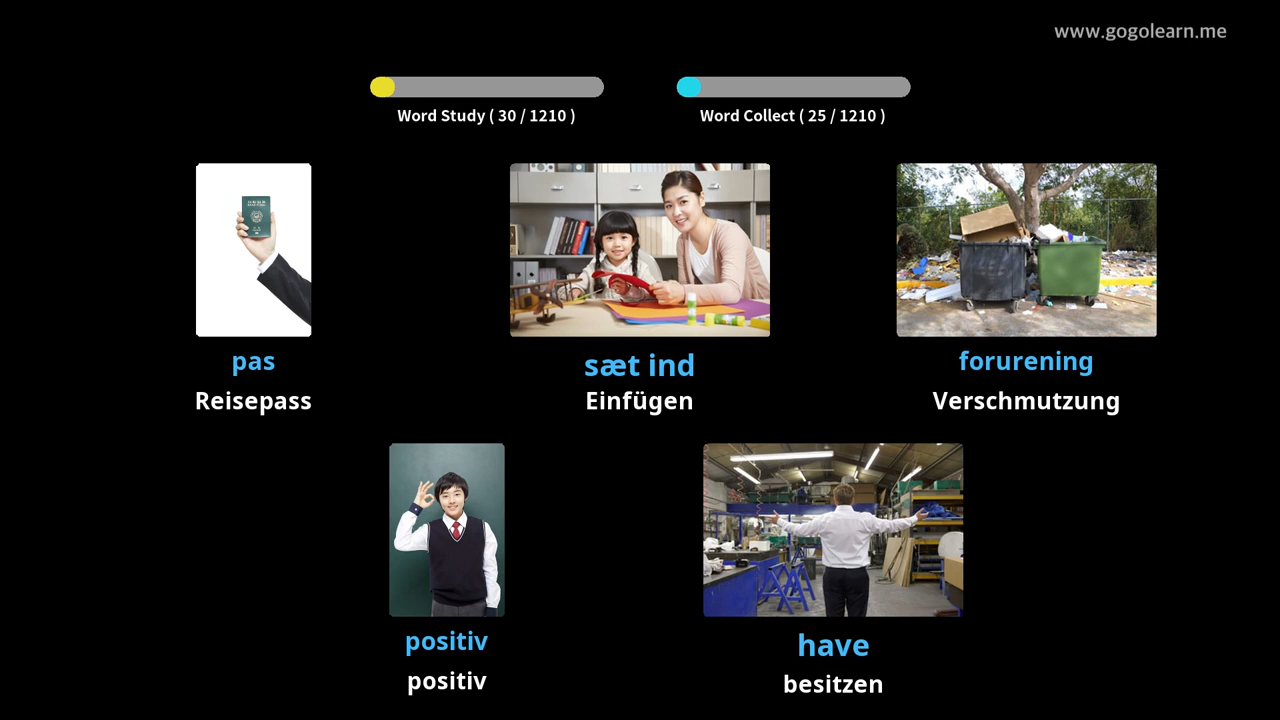 www.gogolearn.me
Word Study ( 30 / 1210 )
Word Collect ( 25 / 1210 )
pas
Reisepass
sæt ind
Einfügen
forurening
Verschmutzung
positiv
positiv
have
besitzen